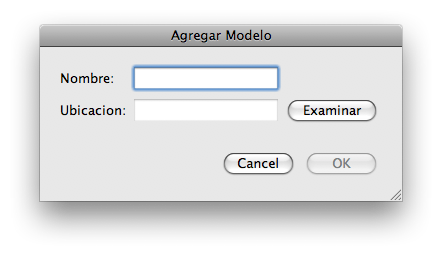 Agregar Modelo
Nombre:
Ubicacion: Examinar
Cancel OK